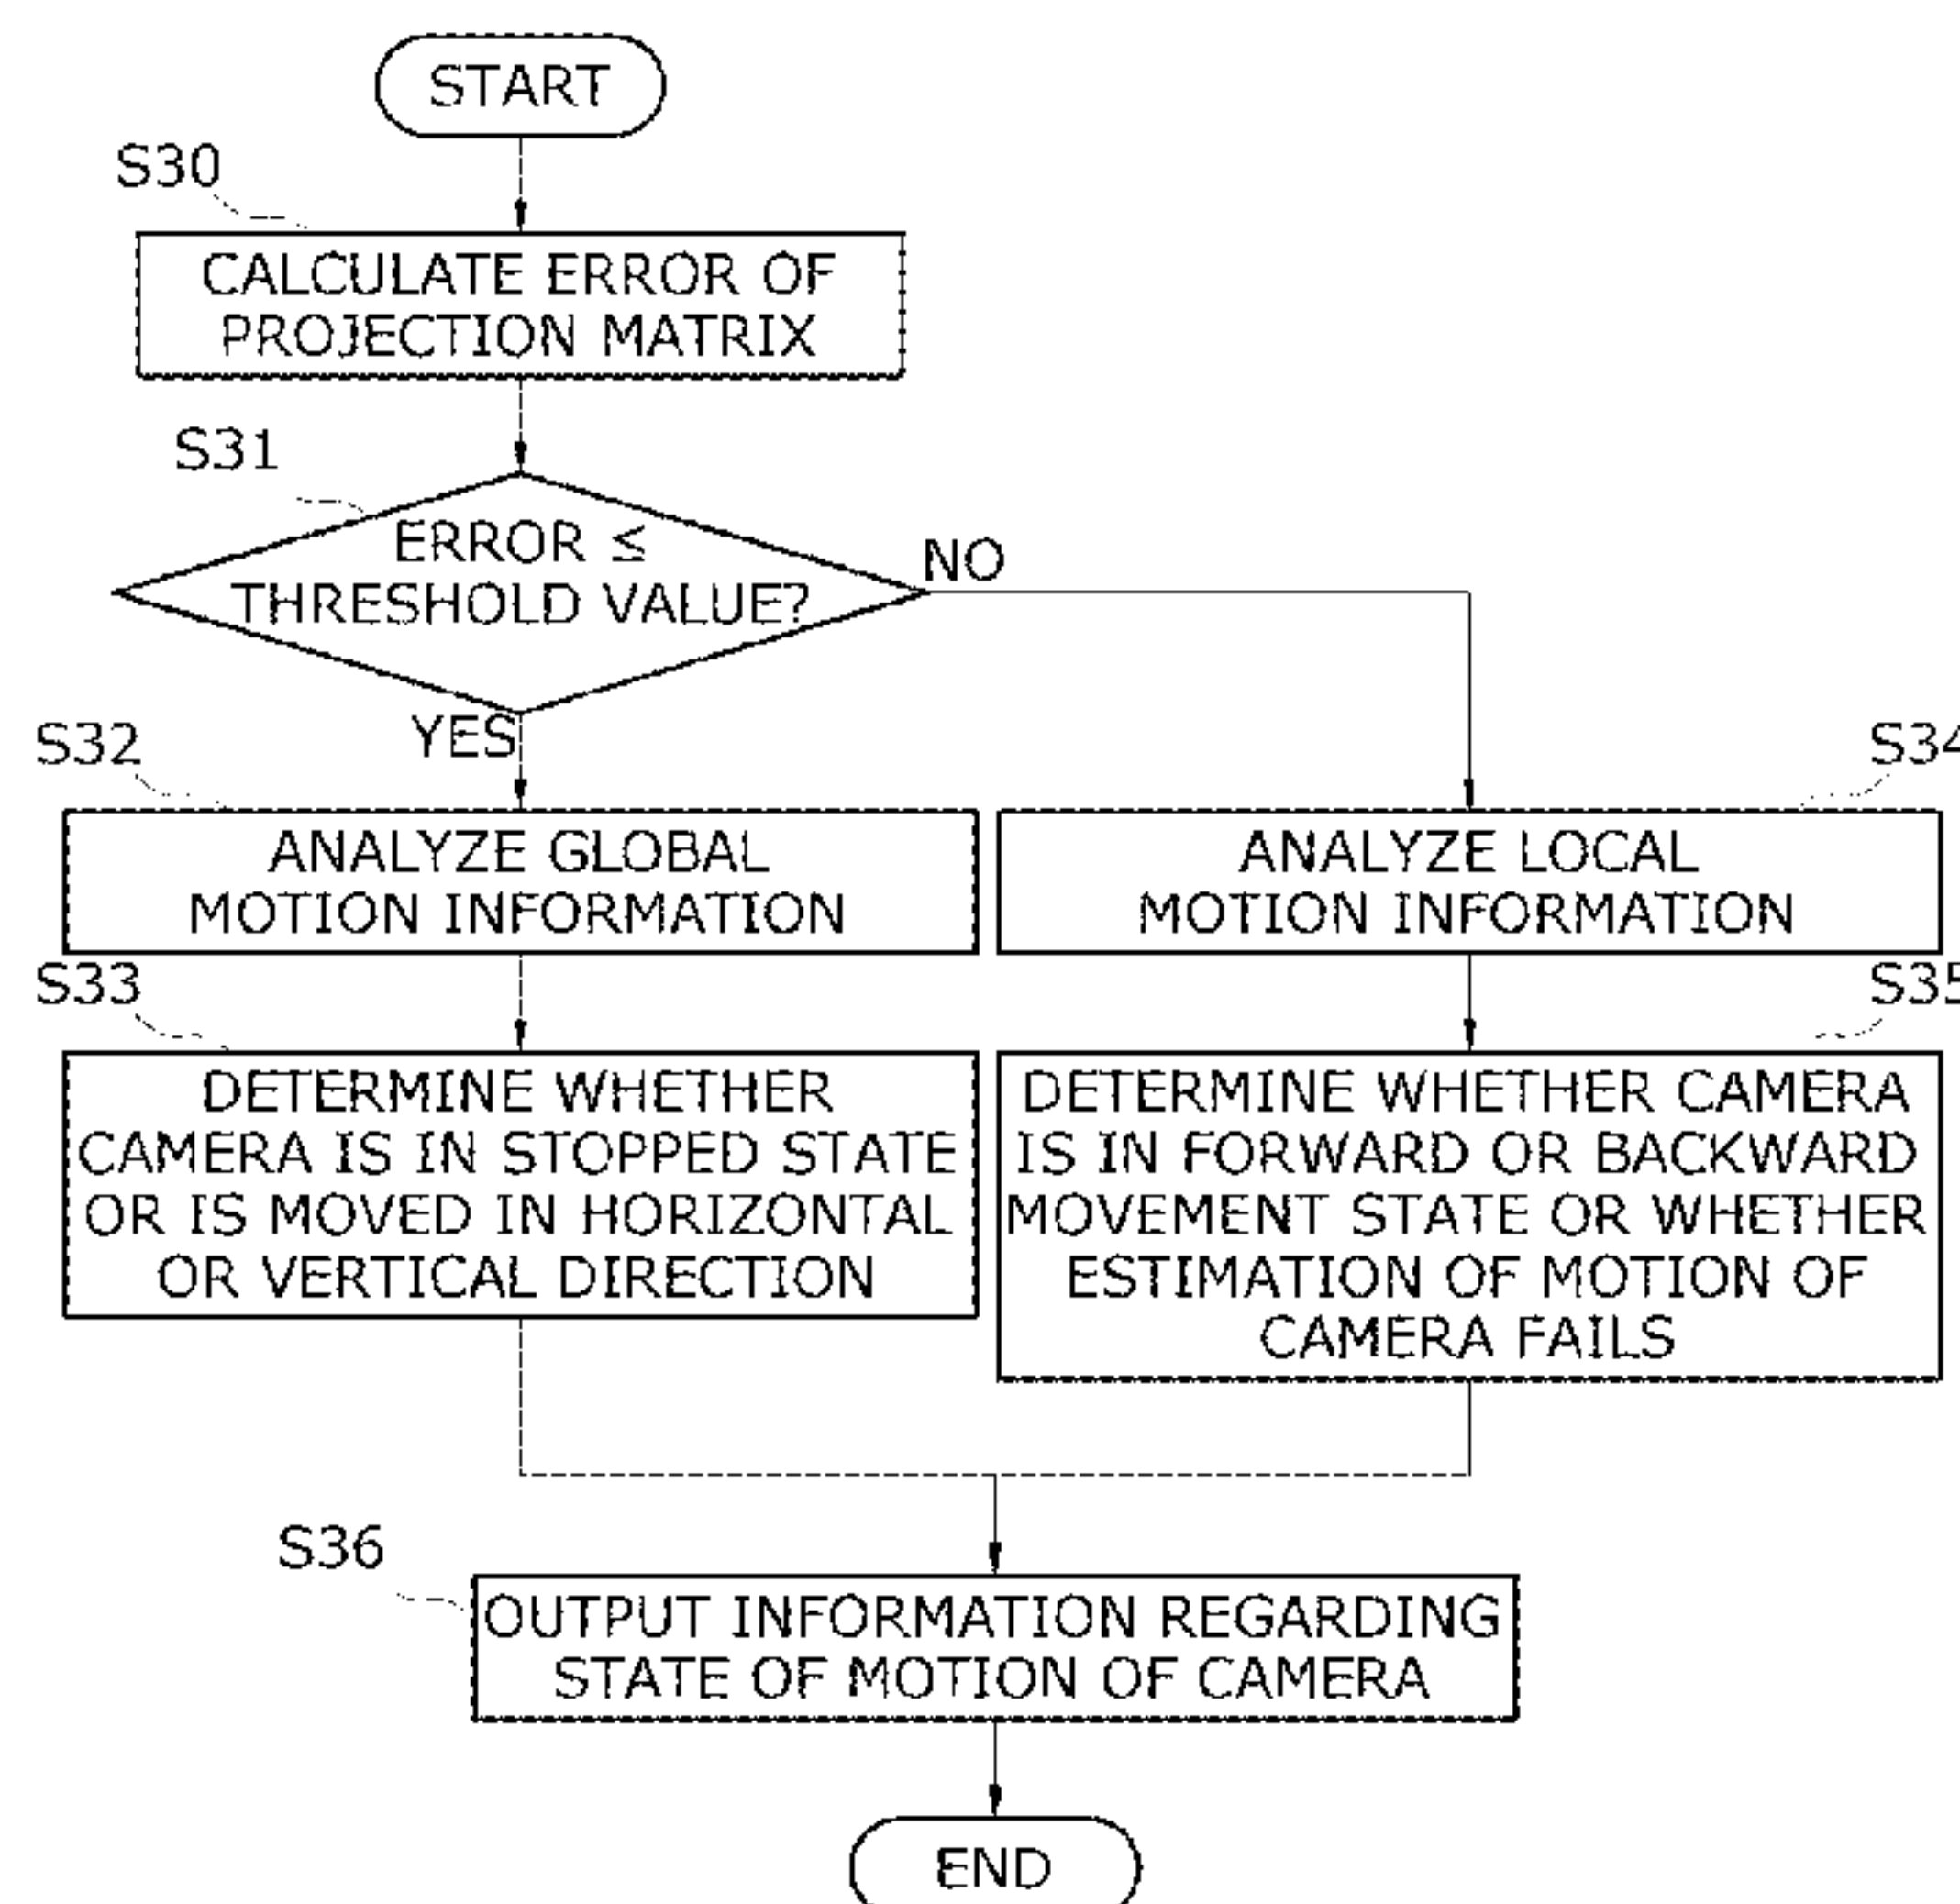 START
S30
CALCULATE ERROR OF
PROJECTION MATRIX
S31
ERROR ≤
THRESHOLD VALUE?
NO
YES
S32
ANALYZE GLOBAL
MOTION INFORMATION
S34
ANALYZE LOCAL
MOTION INFORMATION
S33
DETERMINE WHETHER
CAMERA IS IN STOPPED STATE
OR IS MOVED IN HORIZONTAL
OR VERTICAL DIRECTION
S35
DETERMINE WHETHER CAMERA
IS IN FORWARD OR BACKWARD
MOVEMENT STATE OR WHETHER
ESTIMATION OF MOTION OF
CAMERA FAILS
S36
OUTPUT INFORMATION REGARDING
STATE OF MOTION OF CAMERA
END